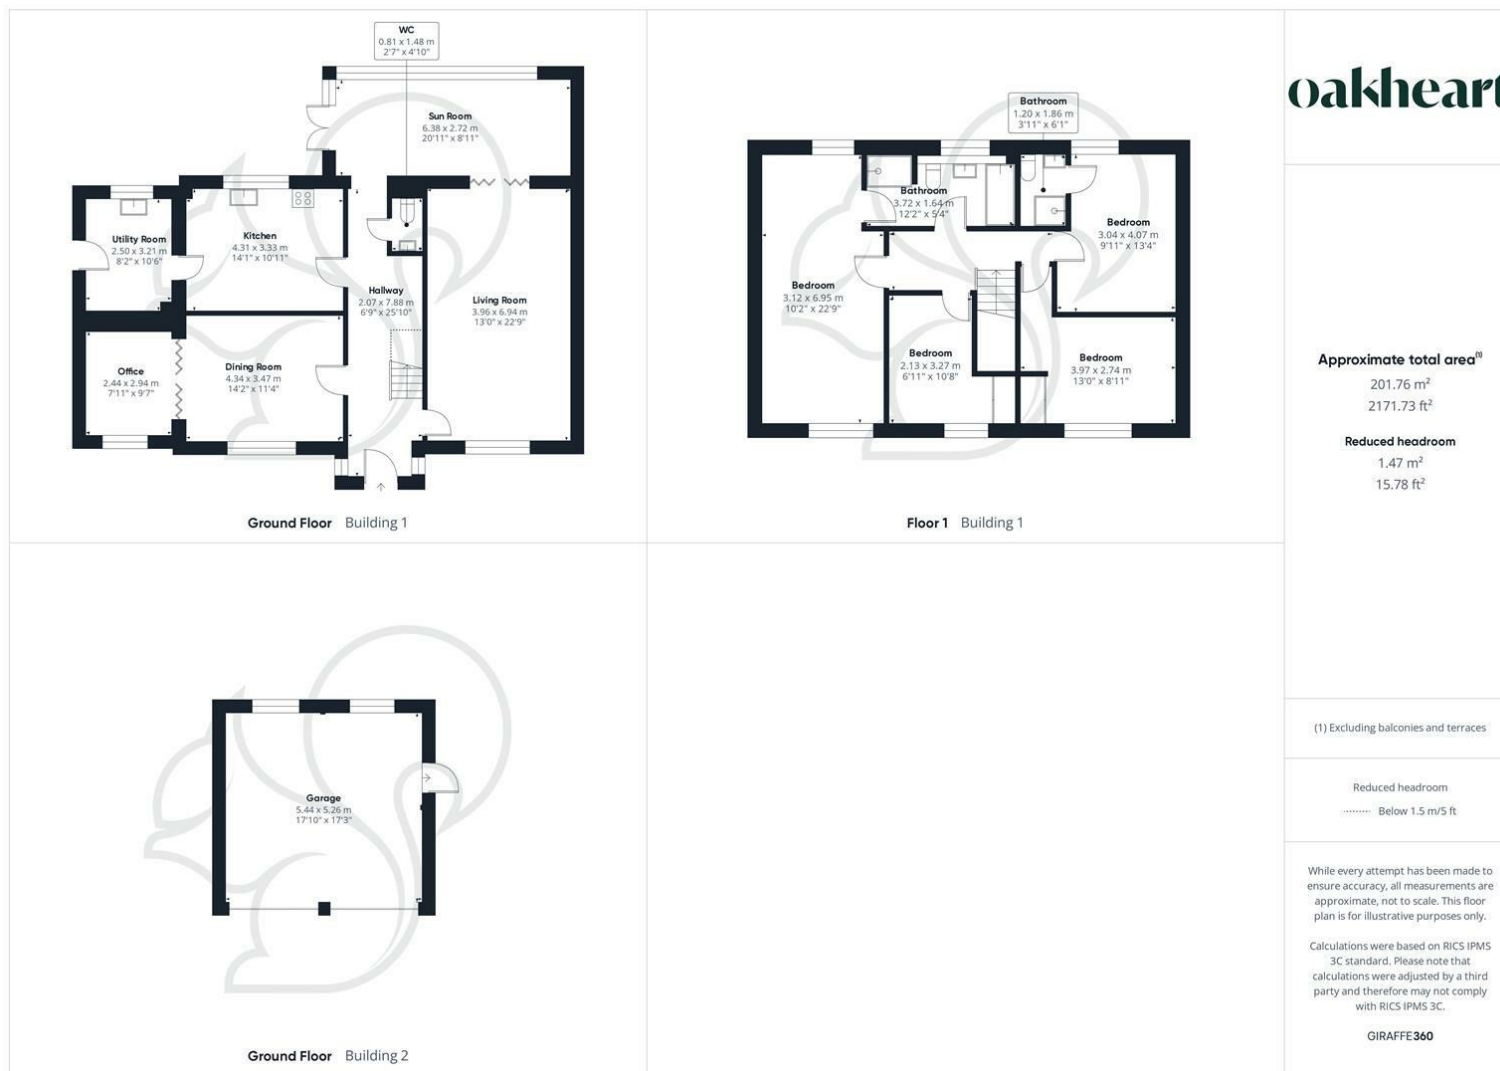 WC
0.81 x 1.48 m
2'7" x 4'10"
Sun Room
6.38 x 2.72 m
20'11" x 8'11"
Utility Room
2.50 x 3.21 m
8'2" x 10'6"
Kitchen
4.31 x 3.33 m
14'1" x 10'11"
Hallway
2.07 x 7.88 m
6'9" x 25'10"
Living Room
3.96 x 6.94 m
13'0" x 22'9"
Office
2.44 x 2.94 m
7'11" x 9'7"
Dining Room
4.34 x 3.47 m
14'2" x 11'4"
Ground Floor Building 1
Bathroom
1.20 x 1.86 m
3'11" x 6'1"
Bathroom
3.72 x 1.64 m
12'2" x 5'4"
Bedroom
3.04 x 4.07 m
9'11" x 13'4"
Bedroom
3.12 x 6.95 m
10'2" x 22'9"
Bedroom
2.13 x 3.27 m
6'11" x 10'8"
Bedroom
3.97 x 2.74 m
13'0" x 8'11"
Floor 1 Building 1
Garage
5.44 x 5.26 m
17'10" x 17'3"
Ground Floor Building 2
oakheart
Approximate total area(1)
201.76 m²
2171.73 ft²
Reduced headroom
1.47 m²
15.78 ft²
(1) Excluding balconies and terraces
Reduced headroom
Below 1.5 m/5 ft
While every attempt has been made to
ensure accuracy, all measurements are
approximate, not to scale. This floor
plan is for illustrative purposes only.
Calculations were based on RICS IPMS
3C standard. Please note that
calculations were adjusted by a third
party and therefore may not comply
with RICS IPMS 3C.
GIRAFFE360